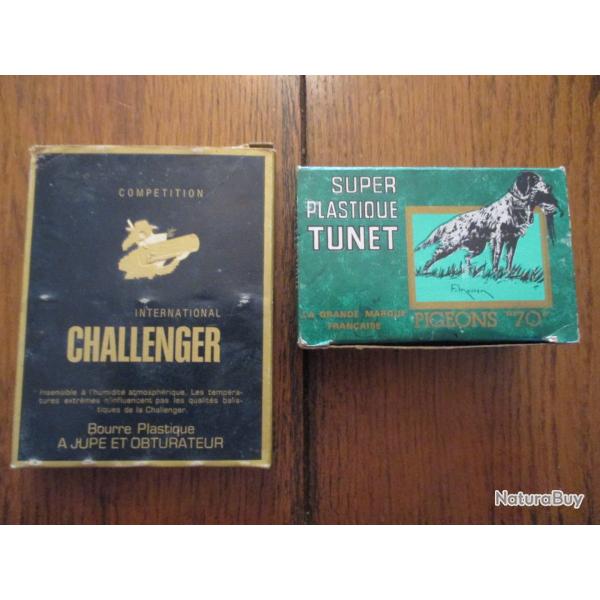 COMPETITION
INTERNATIONAL
CHALLENGER
Insensible à l'humidité atmosphérique. Les tempéra-
tures extrêmes n'influencent pas les qualités balis-
tiques de la Challenger.
Bourre Plastique
A JUPE ET OBTURATEUR
SUPER
PLASTIQUE
TUNET
LA GRANDE MARQUE
FRANÇAISE
PIGEONS "70"
NaturaBuy